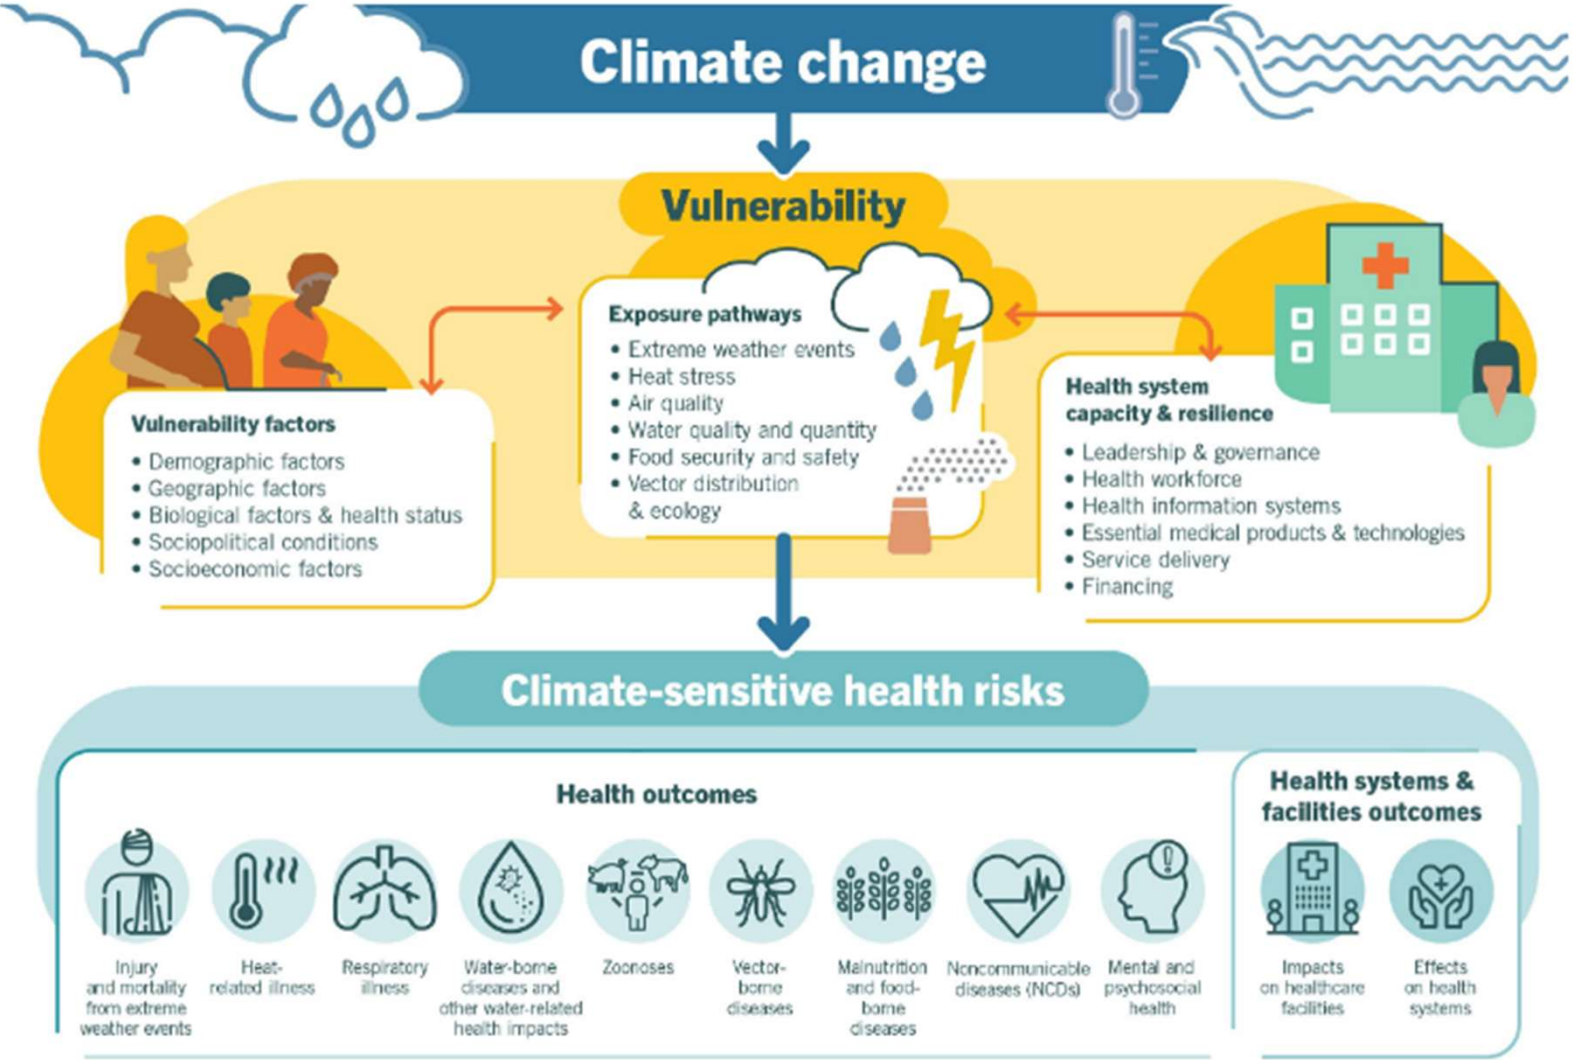 Climate change
Vulnerability
Vulnerability factors
• Demographic factors
• Geographic factors
• Biological factors & health status
• Sociopolitical conditions
• Socioeconomic factors
Exposure pathways
• Extreme weather events
• Heat stress
• Air quality
• Water quality and quantity
• Food security and safety
• Vector distribution
& ecology
Health system
capacity & resilience
• Leadership & governance
• Health workforce
• Health information systems
• Essential medical products & technologies
• Service delivery
• Financing
Climate-sensitive health risks
Health outcomes
Injury
and mortality
from extreme
weather events
Heat-
related illness
Respiratory
illness
Water-borne
diseases and
other water-related
health impacts
Zoonoses
Vector-
borne
diseases
Malnutrition
and food-
borne
diseases
Noncommunicable
diseases (NCDs)
Mental and
psychosocial
health
Health systems &
facilities outcomes
Impacts
on healthcare
facilities
Effects
on health
systems